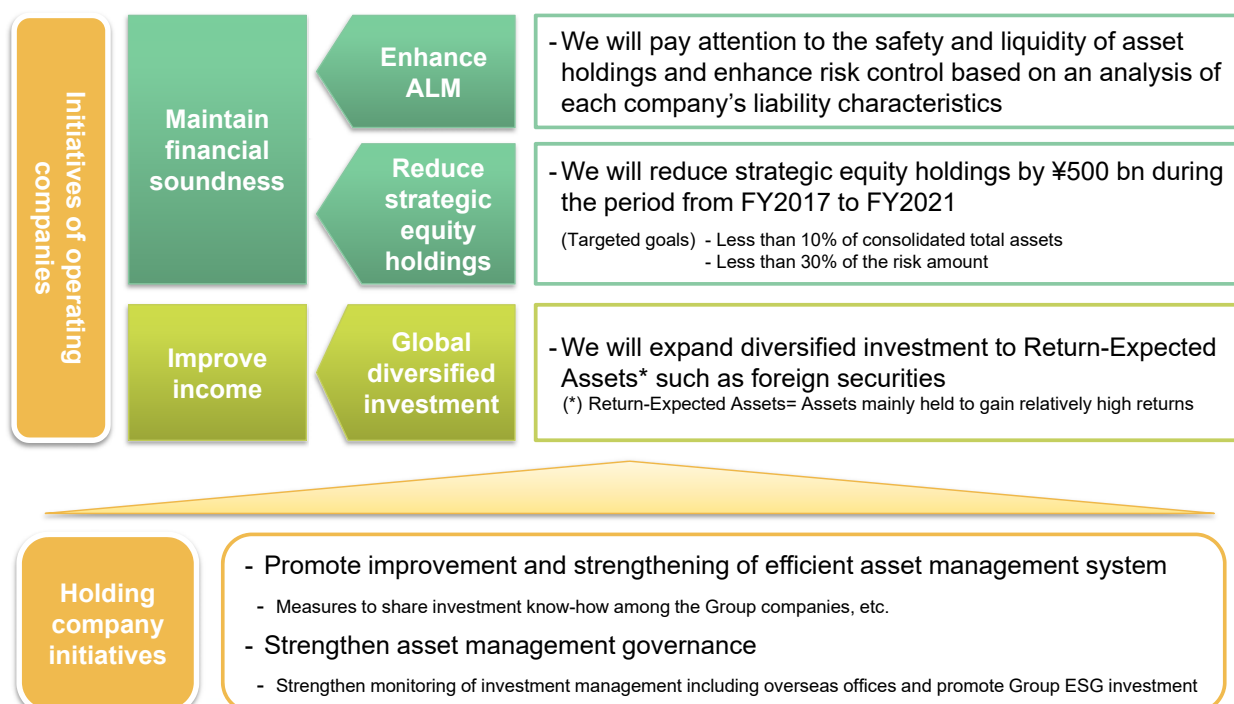 Initiatives of operating
companies
Maintain
financial
soundness
Enhance
ALM
- We will pay attention to the safety and liquidity of asset
holdings and enhance risk control based on an analysis of
each company's liability characteristics
Reduce
strategic
equity
holdings
- We will reduce strategic equity holdings by ¥500 bn during
the period from FY2017 to FY2021
(Targeted goals) - Less than 10% of consolidated total assets
- Less than 30% of the risk amount
Improve
income
Global
diversified
investment
- We will expand diversified investment to Return-Expected
Assets* such as foreign securities
(*) Return-Expected Assets= Assets mainly held to gain relatively high returns
Holding
company
initiatives
- Promote improvement and strengthening of efficient asset management system
- Measures to share investment know-how among the Group companies, etc.
- Strengthen asset management governance
- Strengthen monitoring of investment management including overseas offices and promote Group ESG investment